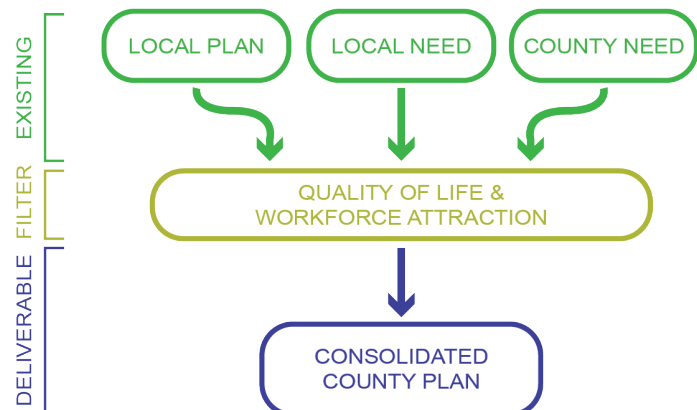 EXISTING
LOCAL PLAN
LOCAL NEED
COUNTY NEED
FILTER
QUALITY OF LIFE &
WORKFORCE ATTRACTION
DELIVERABLE
CONSOLIDATED
COUNTY PLAN